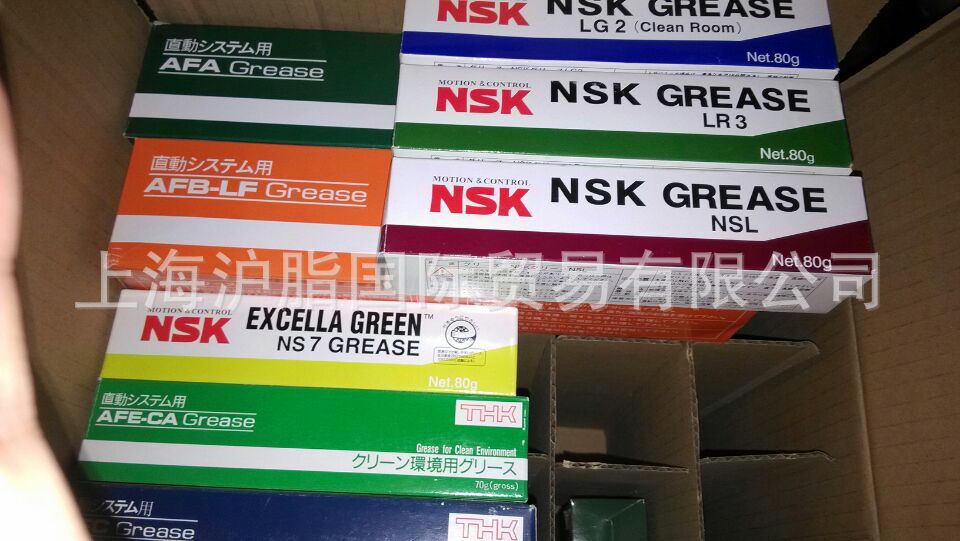 直動システム用
AFA Grease
NSK
NSK GREASE
LG 2 (Clean Room)
Net.80g
MOTION & CONTROL
NSK
NSK GREASE
LR 3
Net.80g
直動システム用
AFB-LF Grease
MOTION & CONTROL
NSK
NSK GREASE
NSL
Net.80g
上海沪脂国际贸易有限公司
MOTION & CONTROL
NSK
EXCELLA GREEN™
NS 7 GREASE
Net.80g
直動システム用
AFE-CA Grease
THK
Grease for Clean Environment
クリーン環境用グリース
70g(gross)
システム用
Grease
THK